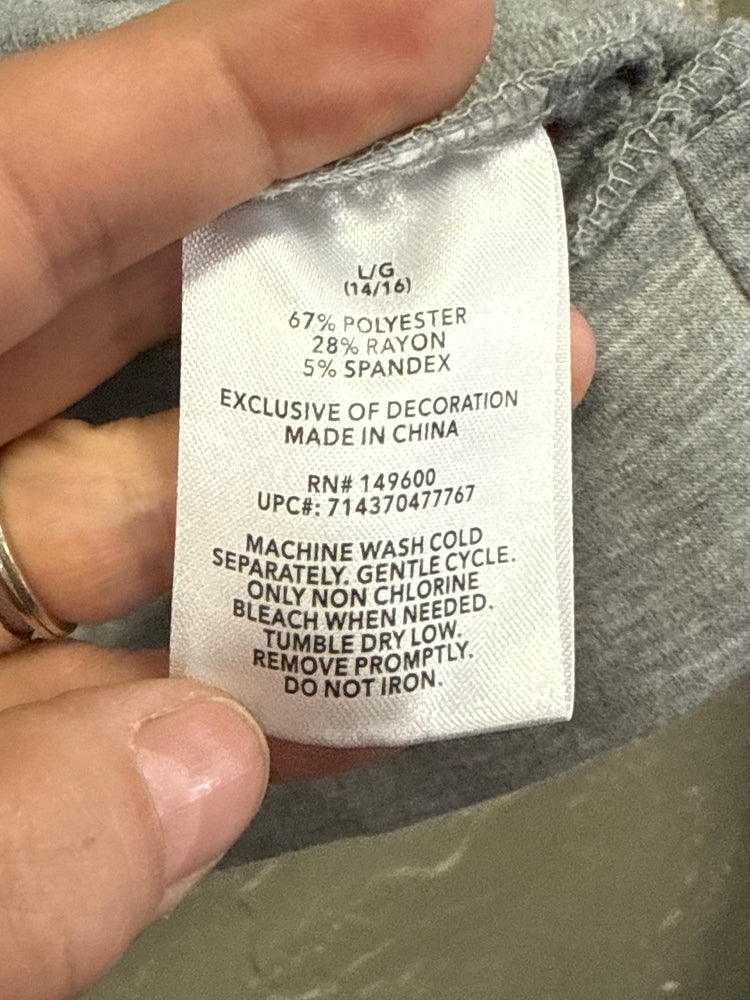 L/G
(14/16)
67% POLYESTER
28% RAYON
5% SPANDEX
EXCLUSIVE OF DECORATION
MADE IN CHINA
RN# 149600
UPC#: 714370477767
MACHINE WASH COLD
SEPARATELY. GENTLE CYCLE.
ONLY NON CHLORINE
BLEACH WHEN NEEDED.
TUMBLE DRY LOW.
REMOVE PROMPTLY.
DO NOT IRON.